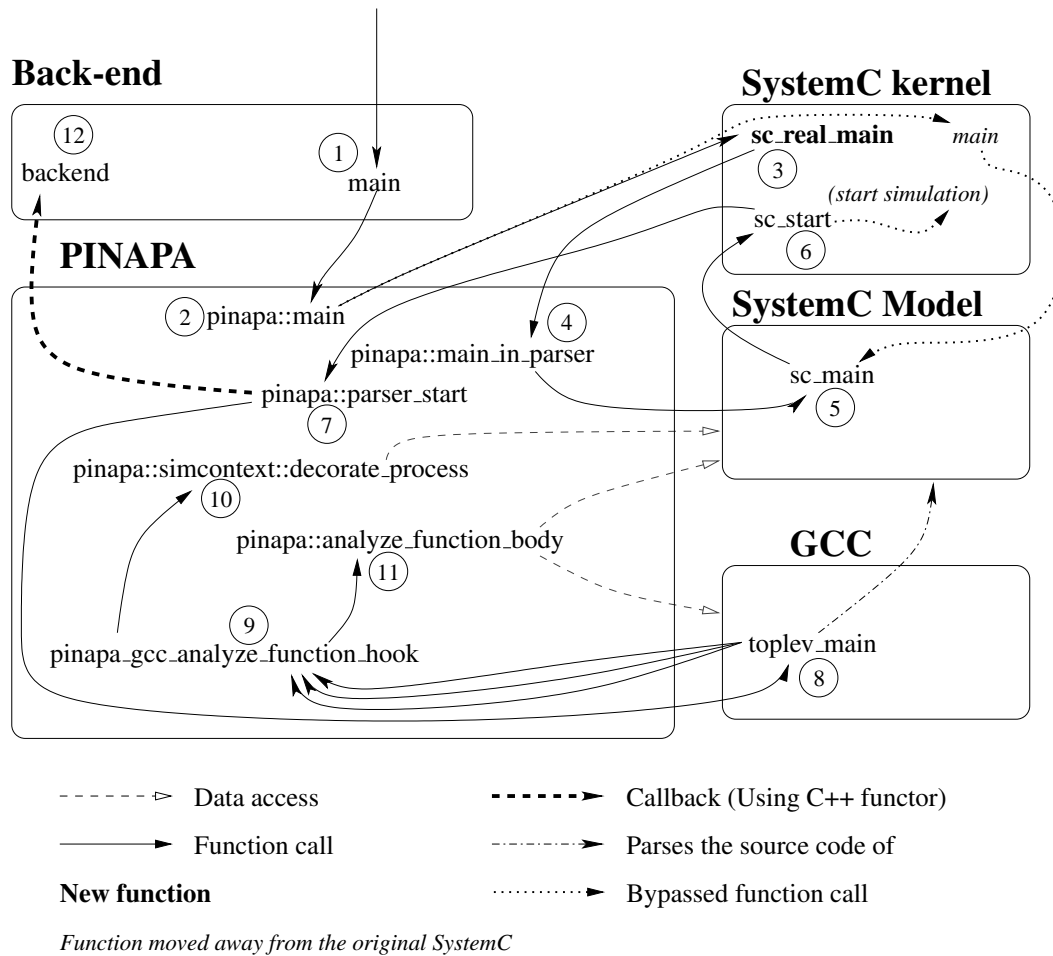 Back-end
SystemC kernel
12
1
sc_real_main
main
backend
main
3
(start simulation)
sc_start
6
PINAPA
2
pinapa::main
4
SystemC Model
pinapa::main_in_parser
sc_main
pinapa::parser_start
5
7
pinapa::simcontext::decorate_process
10
pinapa::analyze_function_body
GCC
11
9
pinapa_gcc_analyze_function_hook
toplev_main
8
Data access
Callback (Using C++ functor)
Function call
Parses the source code of
New function
Bypassed function call
Function moved away from the original SystemC